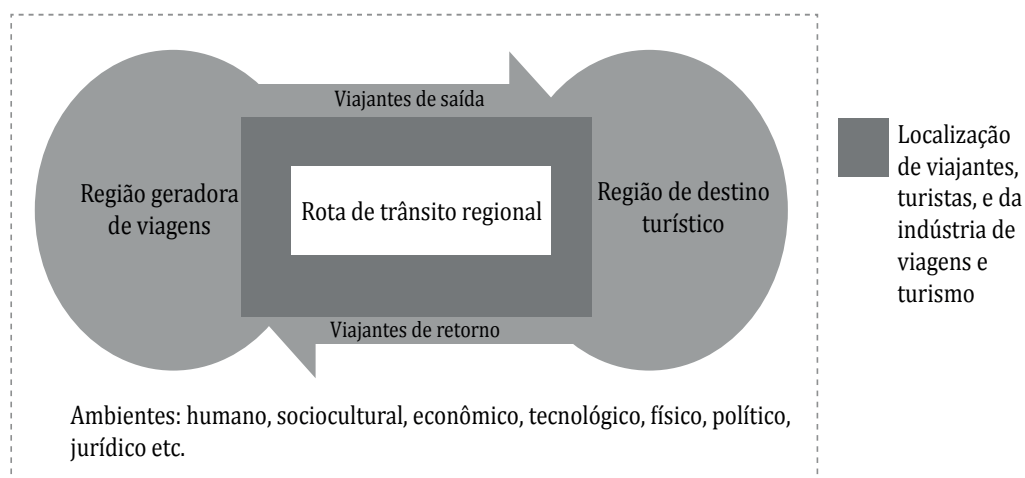 Viajantes de saída
Região geradora
de viagens
Rota de trânsito regional
Região de destino
turístico
Viajantes de retorno
Ambientes: humano, sociocultural, econômico, tecnológico, físico, político,
jurídico etc.
Localização
de viajantes,
turistas, e da
indústria de
viagens e
turismo